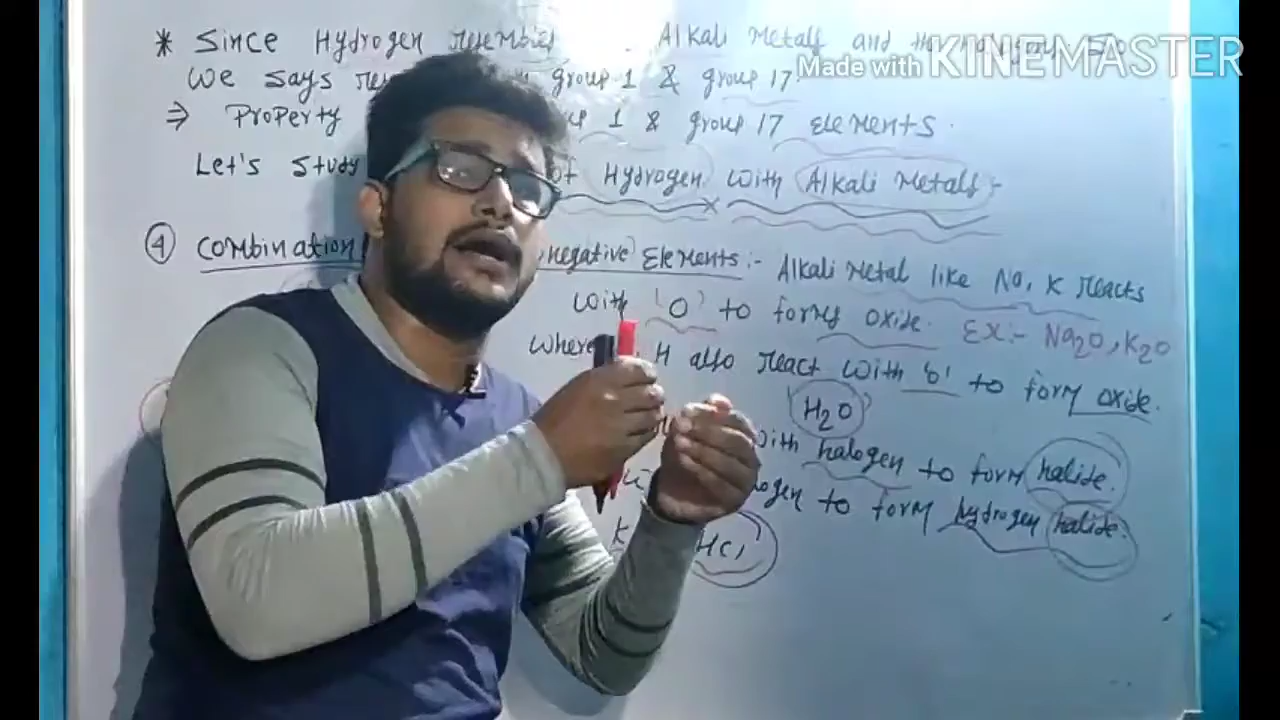 * Since Hydrogen resembles Alkali Metals and
Made with KINEMASTER
We says group 1 & group 17
⇒ Property 1 & group 17 Elements.
Let's study of Hydrogen with Alkali Metals:-
④ Combination negative Elements:- Alkali Metal like Na, K reacts
with 'O' to forms oxide. Ex:- Na2O, K2O
Where H also react with 'O' to form oxide.
H2O
with halogen to form halide.
to form hydrogen halide.
K HCl